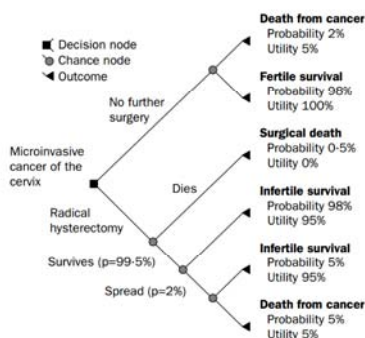 Decision node
Chance node
Outcome
Death from cancer
Probability 2%
Utility 5%
Fertile survival
Probability 98%
Utility 100%
No further
surgery
Surgical death
Probability 0·5%
Utility 0%
Microinvasive
cancer of the
cervix
Dies
Infertile survival
Probability 98%
Utility 95%
Radical
hysterectomy
Survives (p=99·5%)
Infertile survival
Probability 5%
Utility 95%
Spread (p=2%)
Death from cancer
Probability 5%
Utility 5%